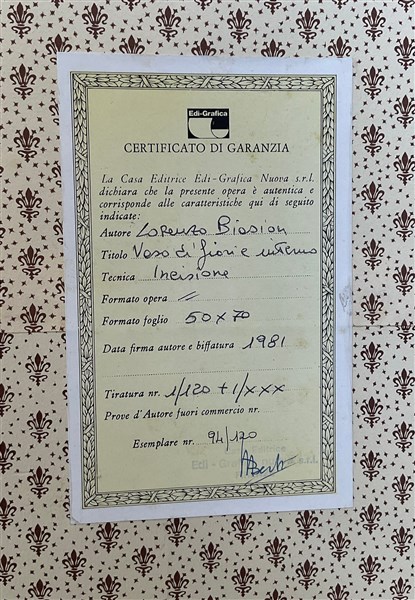 Edi-Grafica
CERTIFICATO DI GARANZIA
La Casa Editrice Edi-Grafica Nuova s.r.l.
dichiara che la presente opera è autentica e
corrisponde alle caratteristiche qui di seguito
indicate:
Autore Lorenzo Biasion
Titolo Vaso di fiori e interno
Tecnica Incisione
Formato opera =
Formato foglio 50x70
Data firma autore e biffatura 1981
Tiratura nr. 1/120 + I/XXX
Prove d'Autore fuori commercio nr.
Esemplare nr. 94/120
Edi - s.r.l.